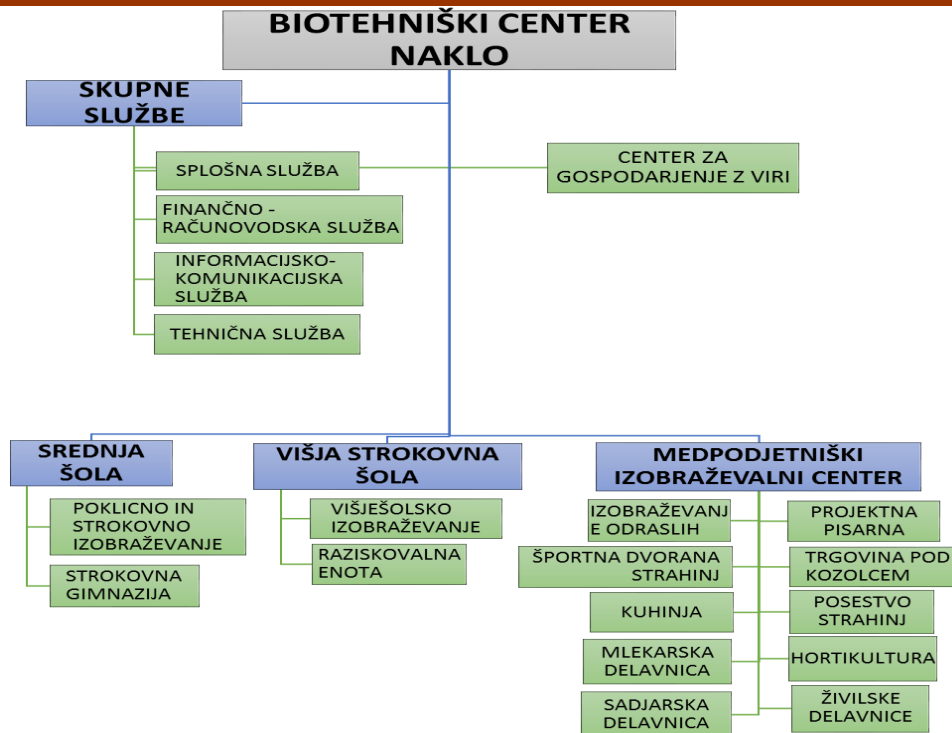 BIOTEHNIŠKI CENTER
NAKLO
SKUPNE
SLUŽBE
SPLOŠNA SLUŽBA
CENTER ZA
GOSPODARJENJE Z VIRI
FINANČNO -
RAČUNOVODSKA SLUŽBA
INFORMACIJSKO-
KOMUNIKACIJSKA
SLUŽBA
TEHNIČNA SLUŽBA
SREDNJA
ŠOLA
POKLICNO IN
STROKOVNO
IZOBRAŽEVANJE
STROKOVNA
GIMNAZIJA
VIŠJA STROKOVNA
ŠOLA
VIŠJEŠOLSKO
IZOBRAŽEVANJE
RAZISKOVALNA
ENOTA
MEDPODJETNIŠKI
IZOBRAŽEVALNI CENTER
IZOBRAŽEVANJ
E ODRASLIH
PROJEKTNA
PISARNA
ŠPORTNA DVORANA
STRAHINJ
TRGOVINA POD
KOZOLCEM
KUHINJA
POSESTVO
STRAHINJ
MLEKARSKA
DELAVNICA
HORTIKULTURA
SADJARSKA
DELAVNICA
ŽIVILSKE
DELAVNICE